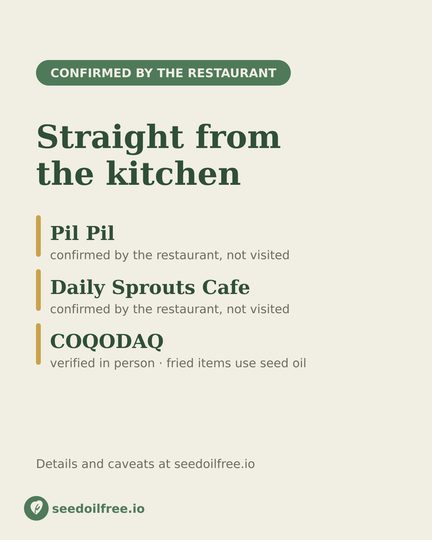 CONFIRMED BY THE RESTAURANT
Straight from
the kitchen
Pil Pil
confirmed by the restaurant, not visited
Daily Sprouts Cafe
confirmed by the restaurant, not visited
COQODAQ
verified in person · fried items use seed oil
Details and caveats at seedoilfree.io
seedoilfree.io